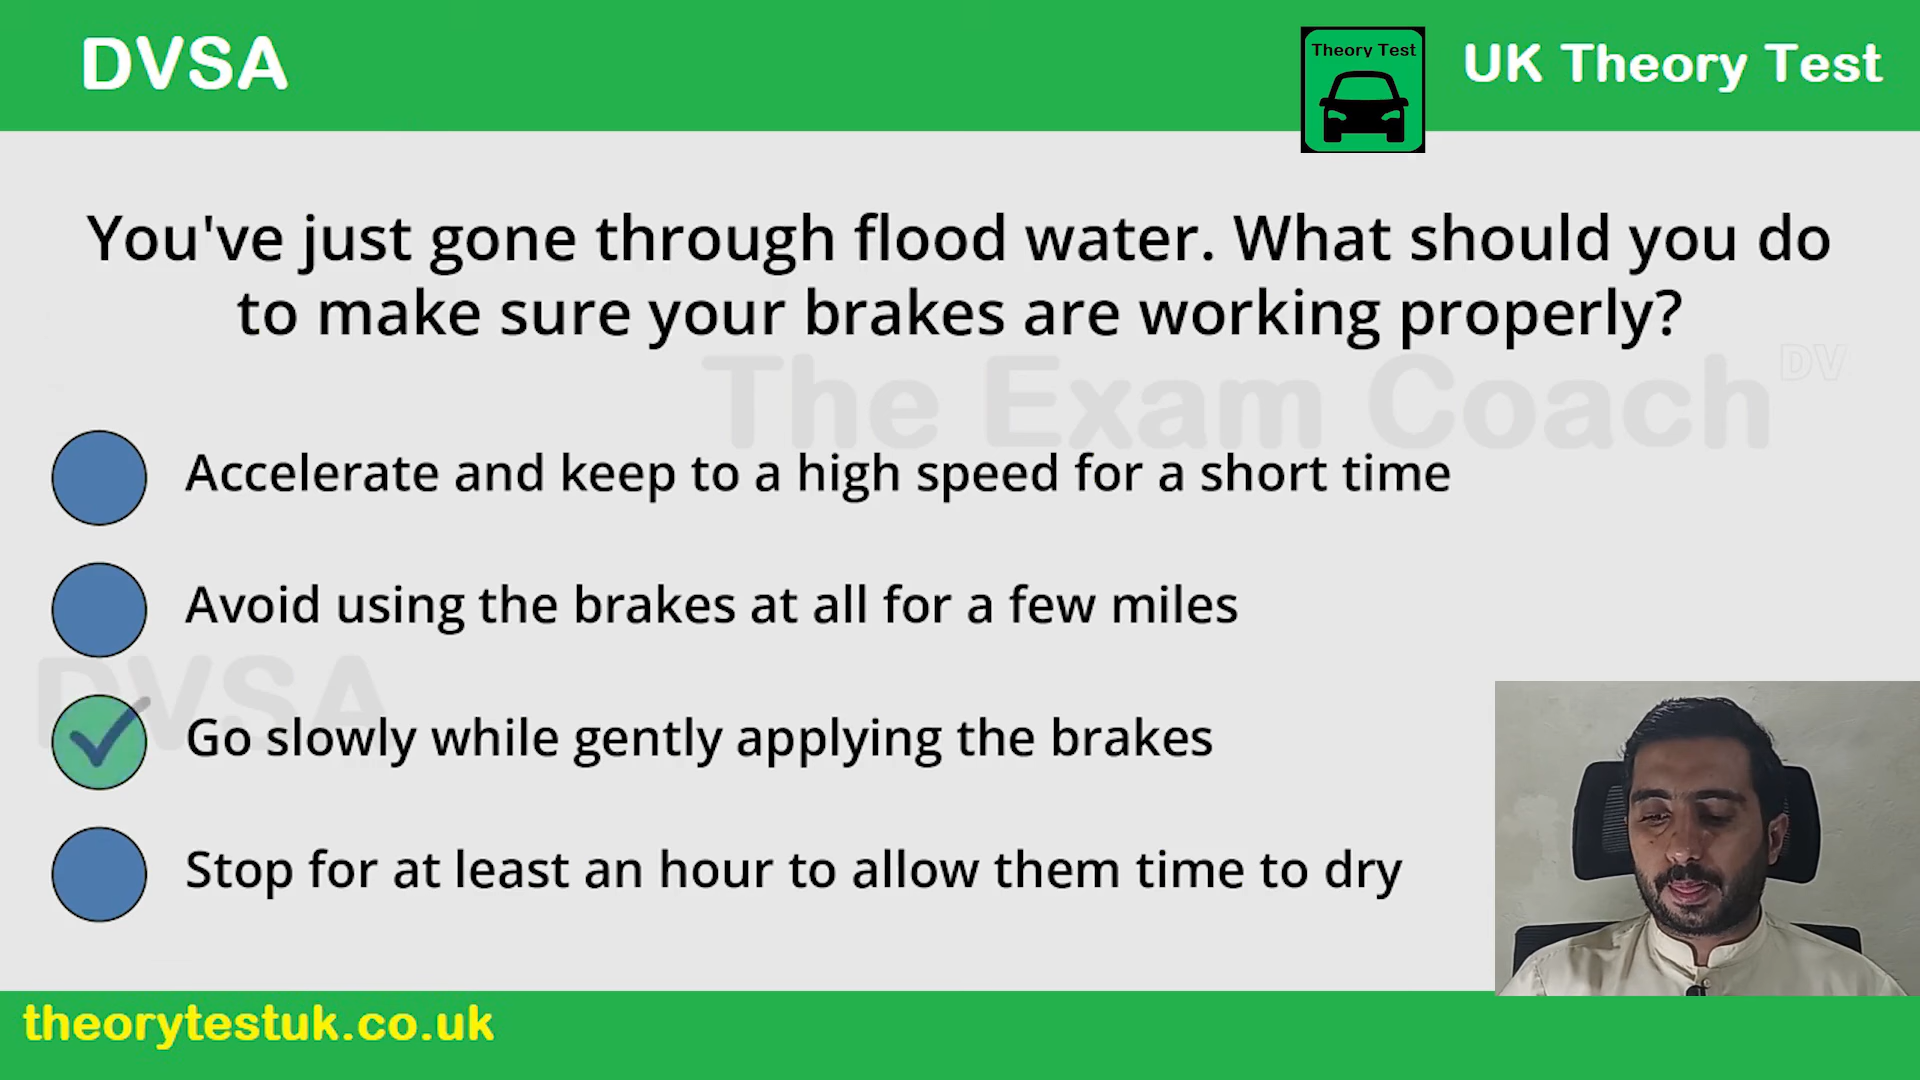 DVSA
Theory Test
UK Theory Test
You've just gone through flood water. What should you do
to make sure your brakes are working properly?
The Exam Coach
DV
Accelerate and keep to a high speed for a short time
Avoid using the brakes at all for a few miles
DVSA
Go slowly while gently applying the brakes
Stop for at least an hour to allow them time to dry
theorytestuk.co.uk